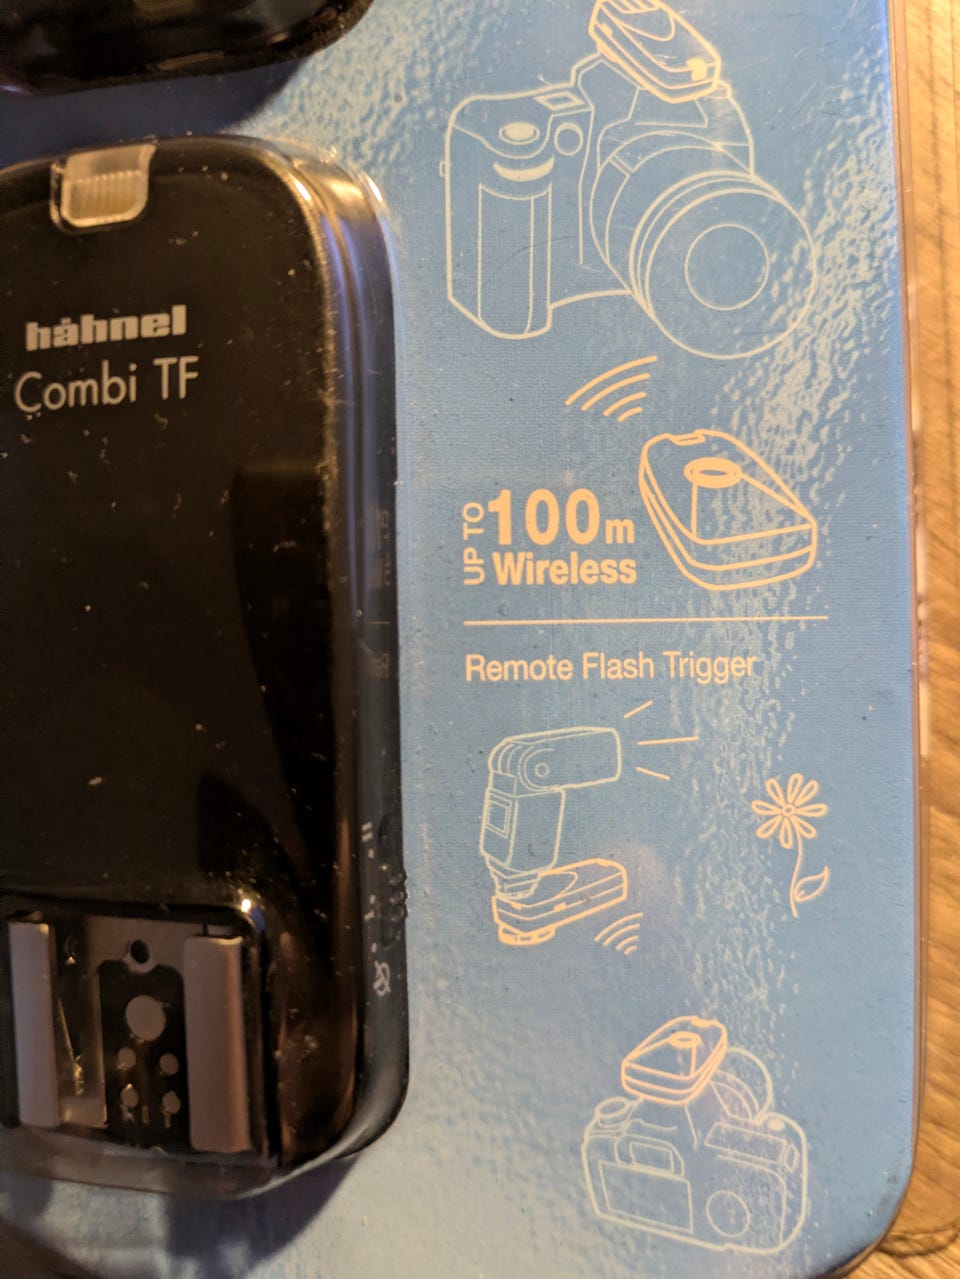 hähnel
Combi TF
UP TO
100m
Wireless
Remote Flash Trigger